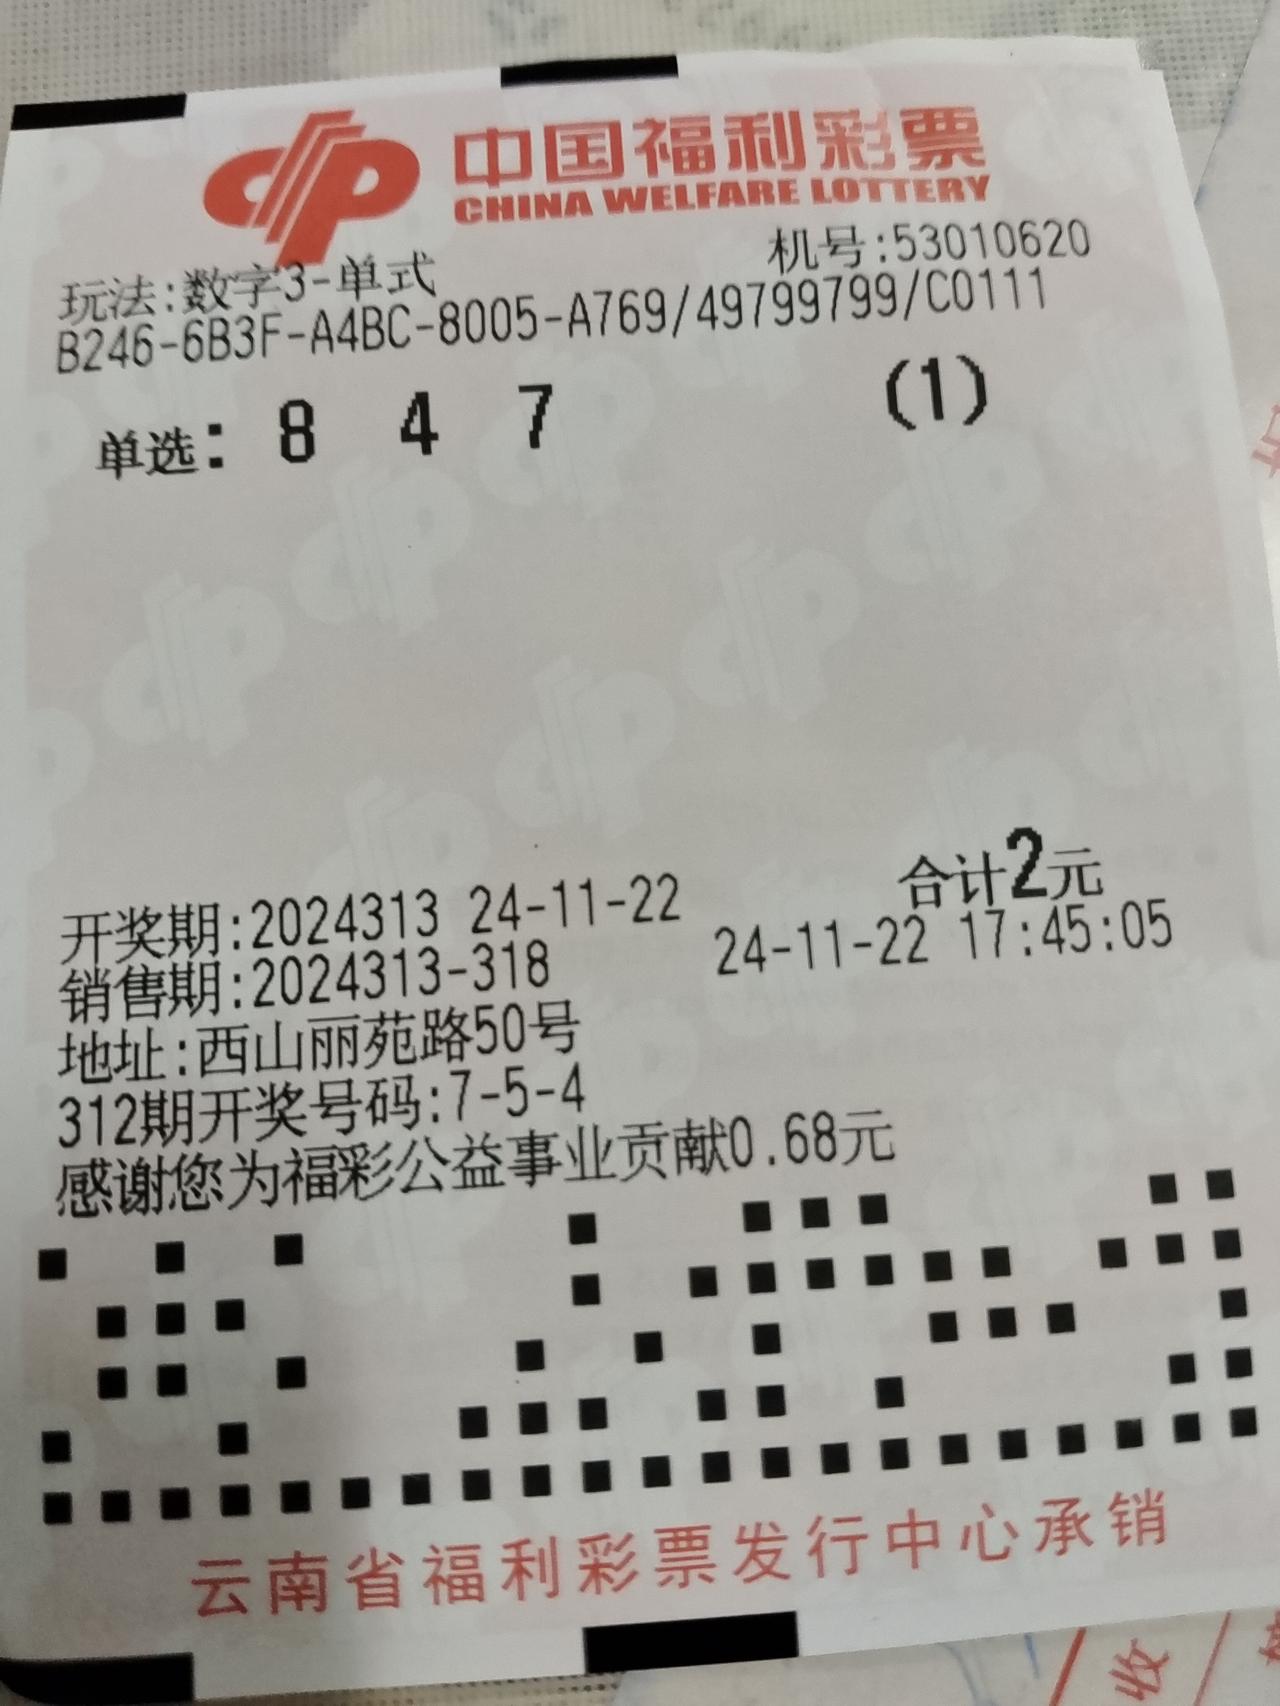 中国福利彩票
CHINA WELFARE LOTTERY
机号:53010620
玩法:数字3-单式
B246-6B3F-A4BC-8005-A769/49799799/C0111
单选: 8 4 7 (1)
合计2元
开奖期:2024313 24-11-22
销售期:2024313-318 24-11-22 17:45:05
地址:西山丽苑路50号
312期开奖号码:7-5-4
感谢您为福彩公益事业贡献0.68元
云南省福利彩票发行中心承销
收